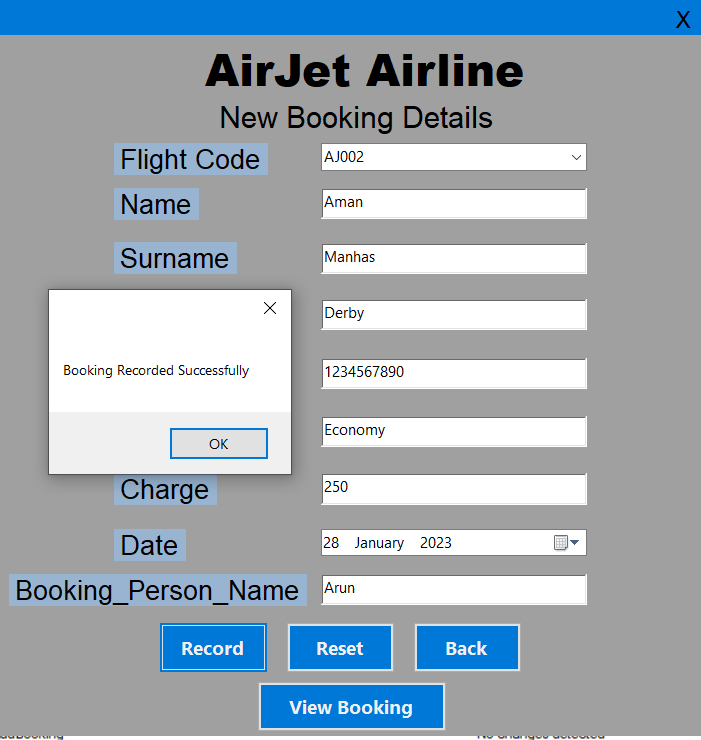 X
AirJet Airline
New Booking Details
Flight Code AJ002
Name Aman
Surname Manhas
Derby
1234567890
Economy
Booking Recorded Successfully
OK
Charge 250
Date 28 January 2023
Booking_Person_Name Arun
Record Reset Back
View Booking
No changes detected